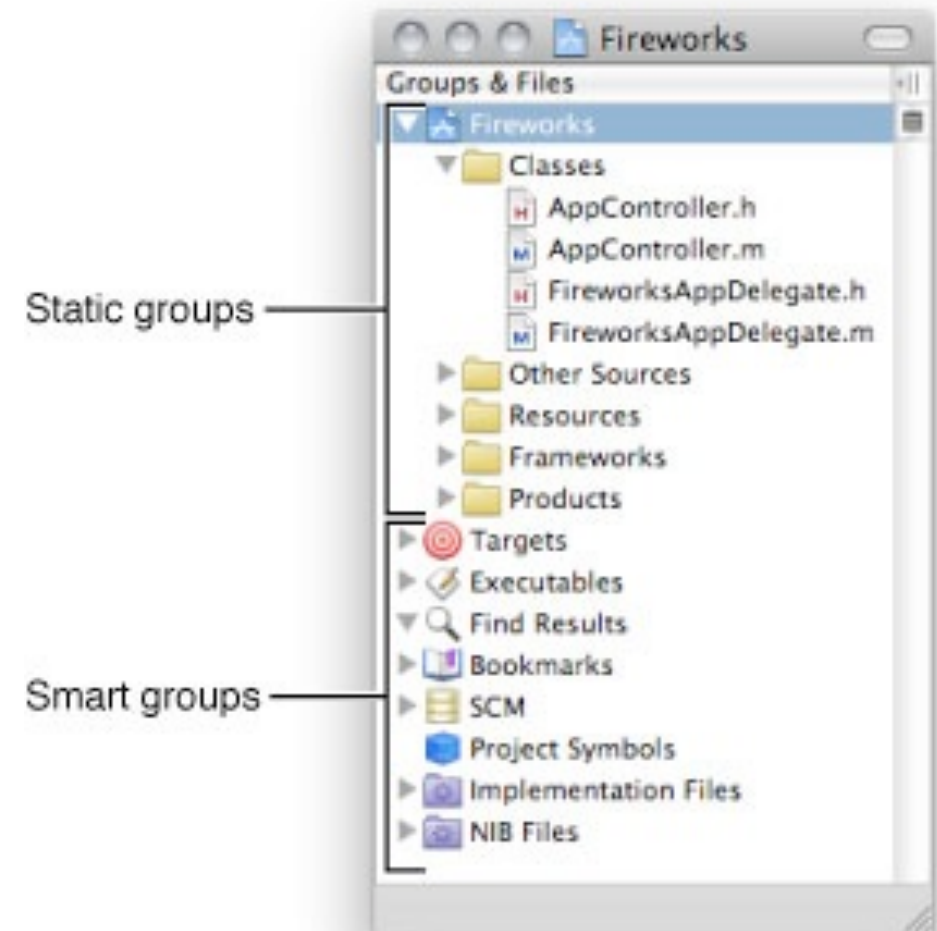 Fireworks
Groups & Files
Fireworks
Classes
AppController.h
AppController.m
FireworksAppDelegate.h
FireworksAppDelegate.m
Static groups
Other Sources
Resources
Frameworks
Products
Targets
Executables
Find Results
Bookmarks
Smart groups
SCM
Project Symbols
Implementation Files
NIB Files